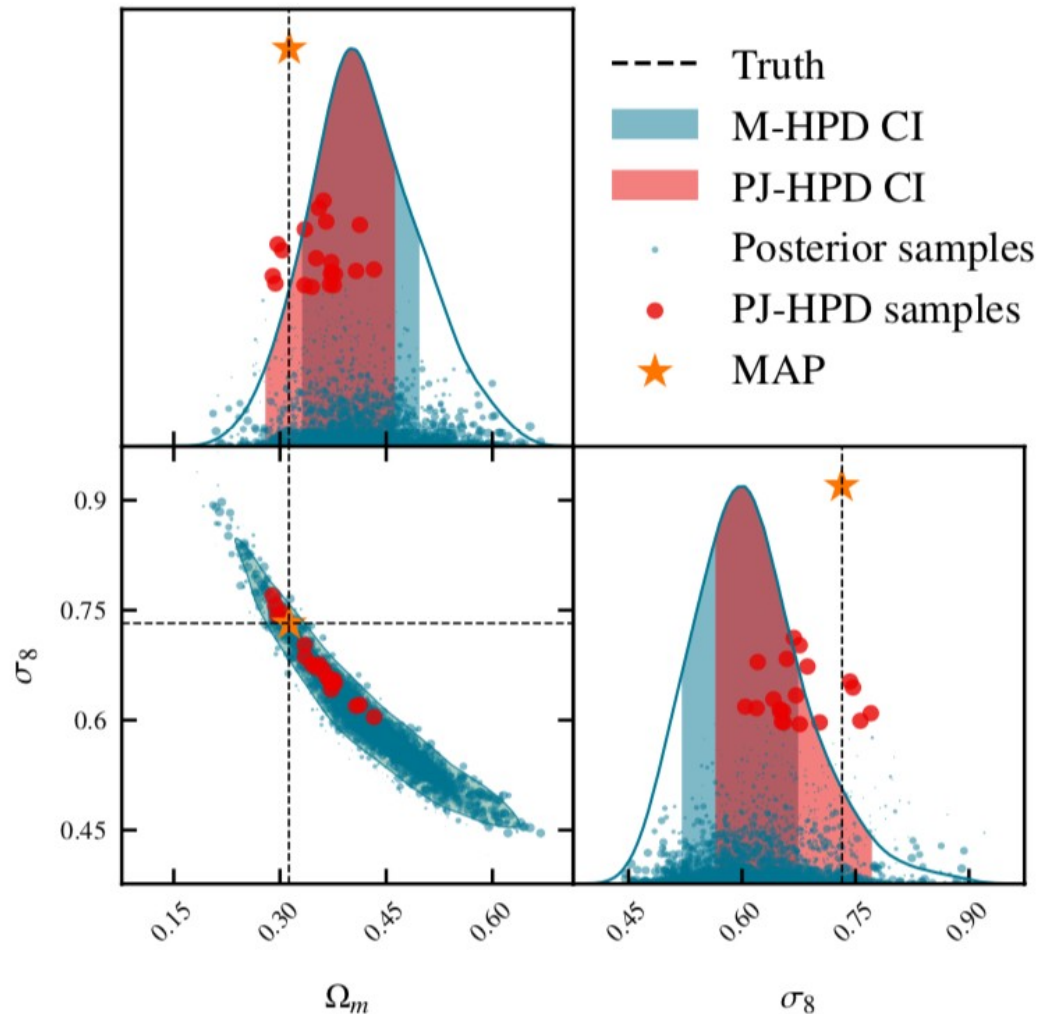 Truth
M-HPD CI
PJ-HPD CI
Posterior samples
PJ-HPD samples
MAP
0.9
0.75
0.6
0.45
σ₈
0.15 0.30 0.45 0.60
0.45 0.60 0.75 0.90
Ωₘ
σ₈